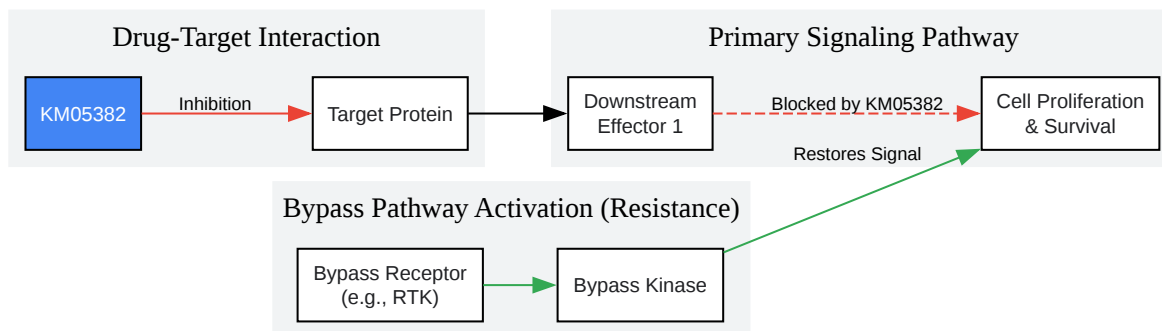 Drug-Target Interaction
Primary Signaling Pathway
KM05382
Inhibition
Target Protein
Downstream
Effector 1
Blocked by KM05382
Cell Proliferation
& Survival
Restores Signal
Bypass Pathway Activation (Resistance)
Bypass Receptor
(e.g., RTK)
Bypass Kinase